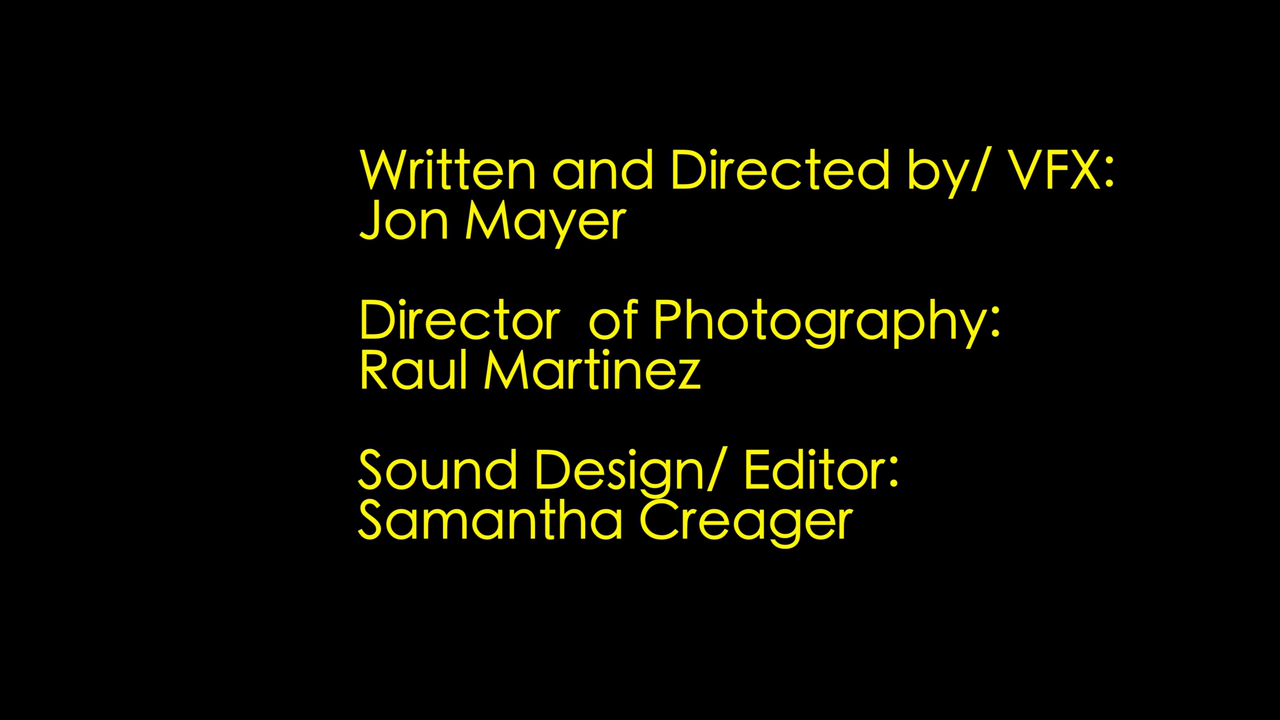 Written and Directed by/ VFX:
Jon Mayer
Director  of Photography:
Raul Martinez
Sound Design/ Editor:
Samantha Creager